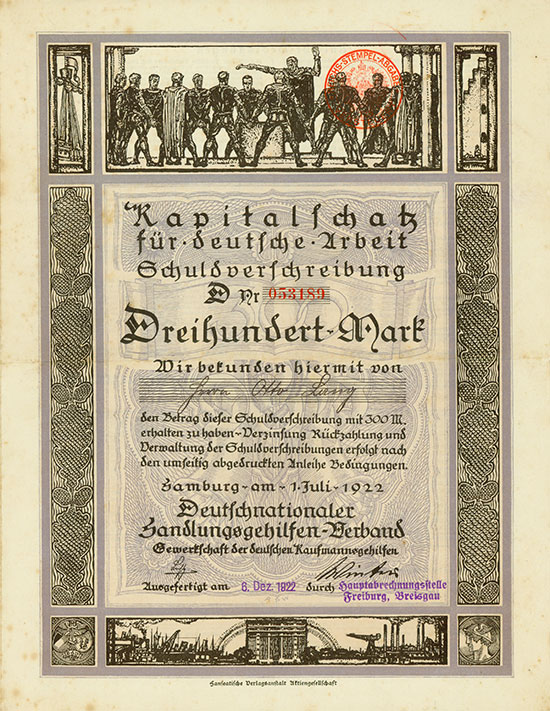 REICHS-STEMPEL-ABGABE
Kapitalschatz
für · deutsche · Arbeit
Schuldverschreibung
D Nr 053189
Dreihundert-Mark
Wir bekunden hiermit von
Herrn Otto Lang
den Betrag dieser Schuldverschreibung mit 300 M.
erhalten zu haben - Verzinsung Rückzahlung und
Verwaltung der Schuldverschreibungen erfolgt nach
den umseitig abgedruckten Anleihe Bedingungen.
Hamburg - am - 1 · Juli - 1922
Deutschnationaler
Handlungsgehilfen-Verband
Gewerkschaft der deutschen Kaufmannsgehilfen
Ausgefertigt am 6. Dez. 1922 durch Hauptabrechnungsstelle
Freiburg, Breisgau
Hanseatische Verlagsanstalt Aktiengesellschaft